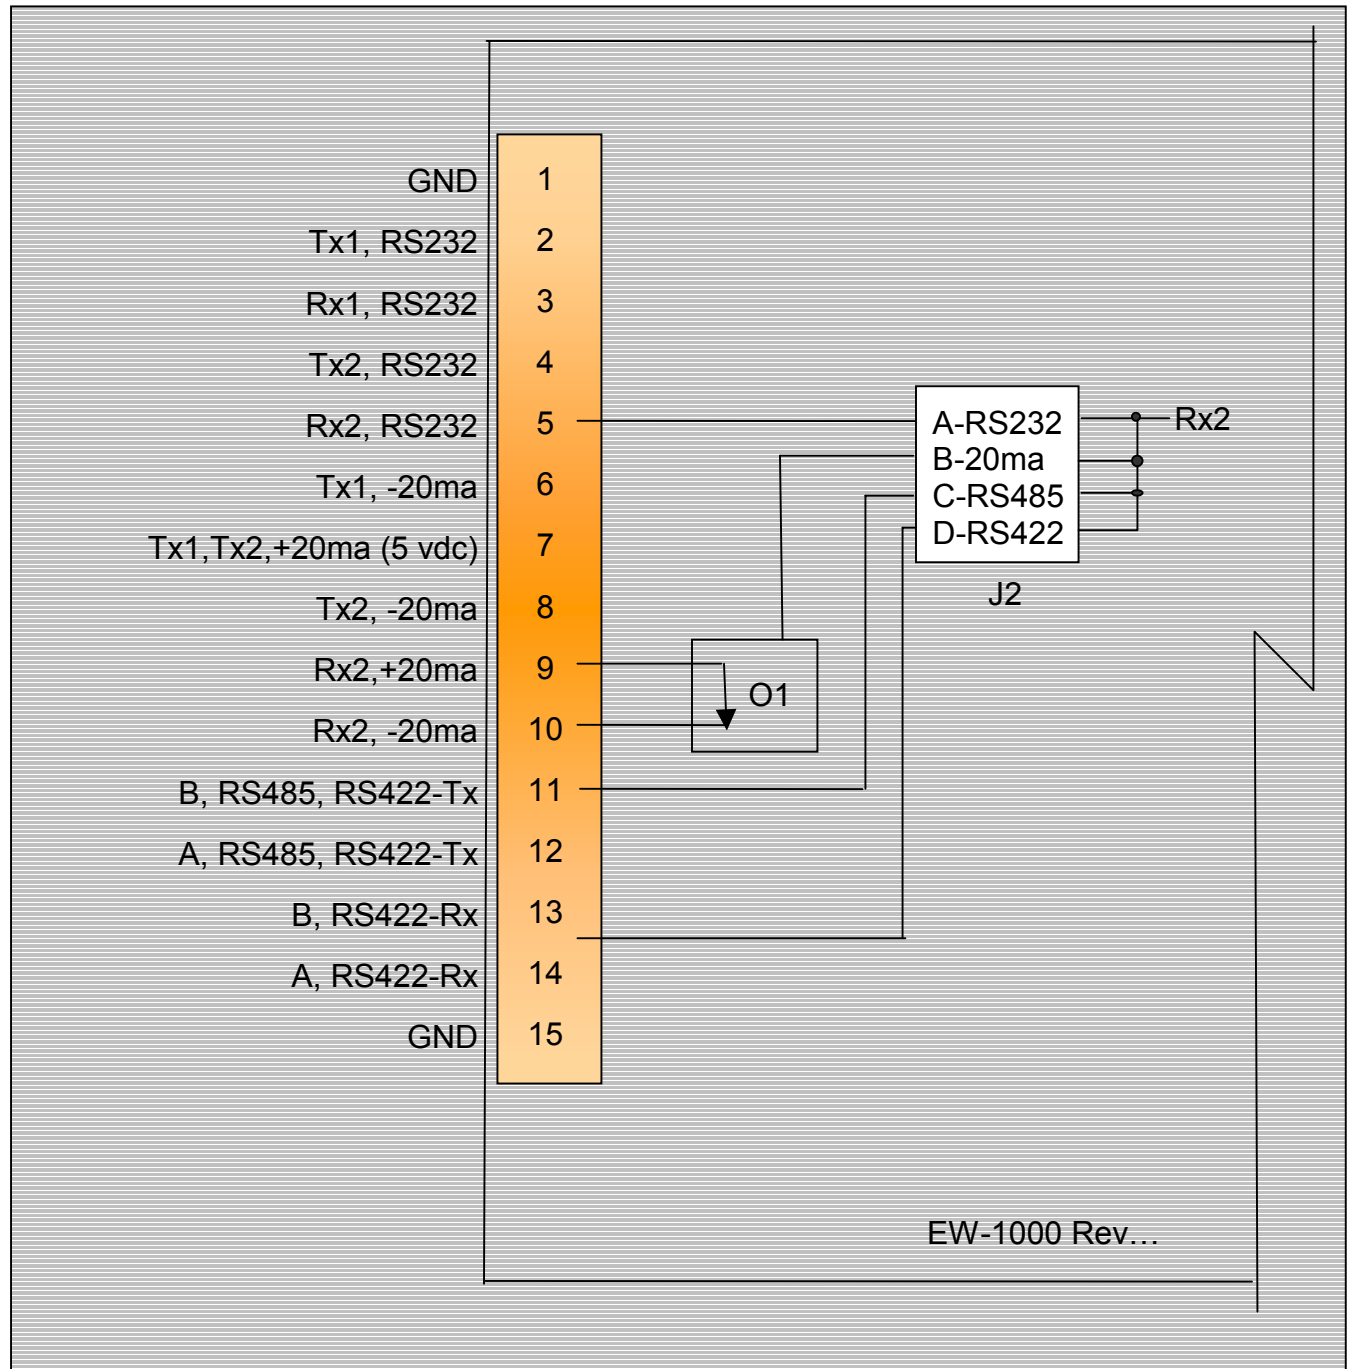 GND 1
Tx1, RS232 2
Rx1, RS232 3
Tx2, RS232 4
Rx2, RS232 5
Tx1, -20ma 6
Tx1,Tx2,+20ma (5 vdc) 7
Tx2, -20ma 8
Rx2,+20ma 9
Rx2, -20ma 10
B, RS485, RS422-Tx 11
A, RS485, RS422-Tx 12
B, RS422-Rx 13
A, RS422-Rx 14
GND 15
O1
A-RS232
B-20ma
C-RS485
D-RS422
J2
Rx2
EW-1000 Rev…